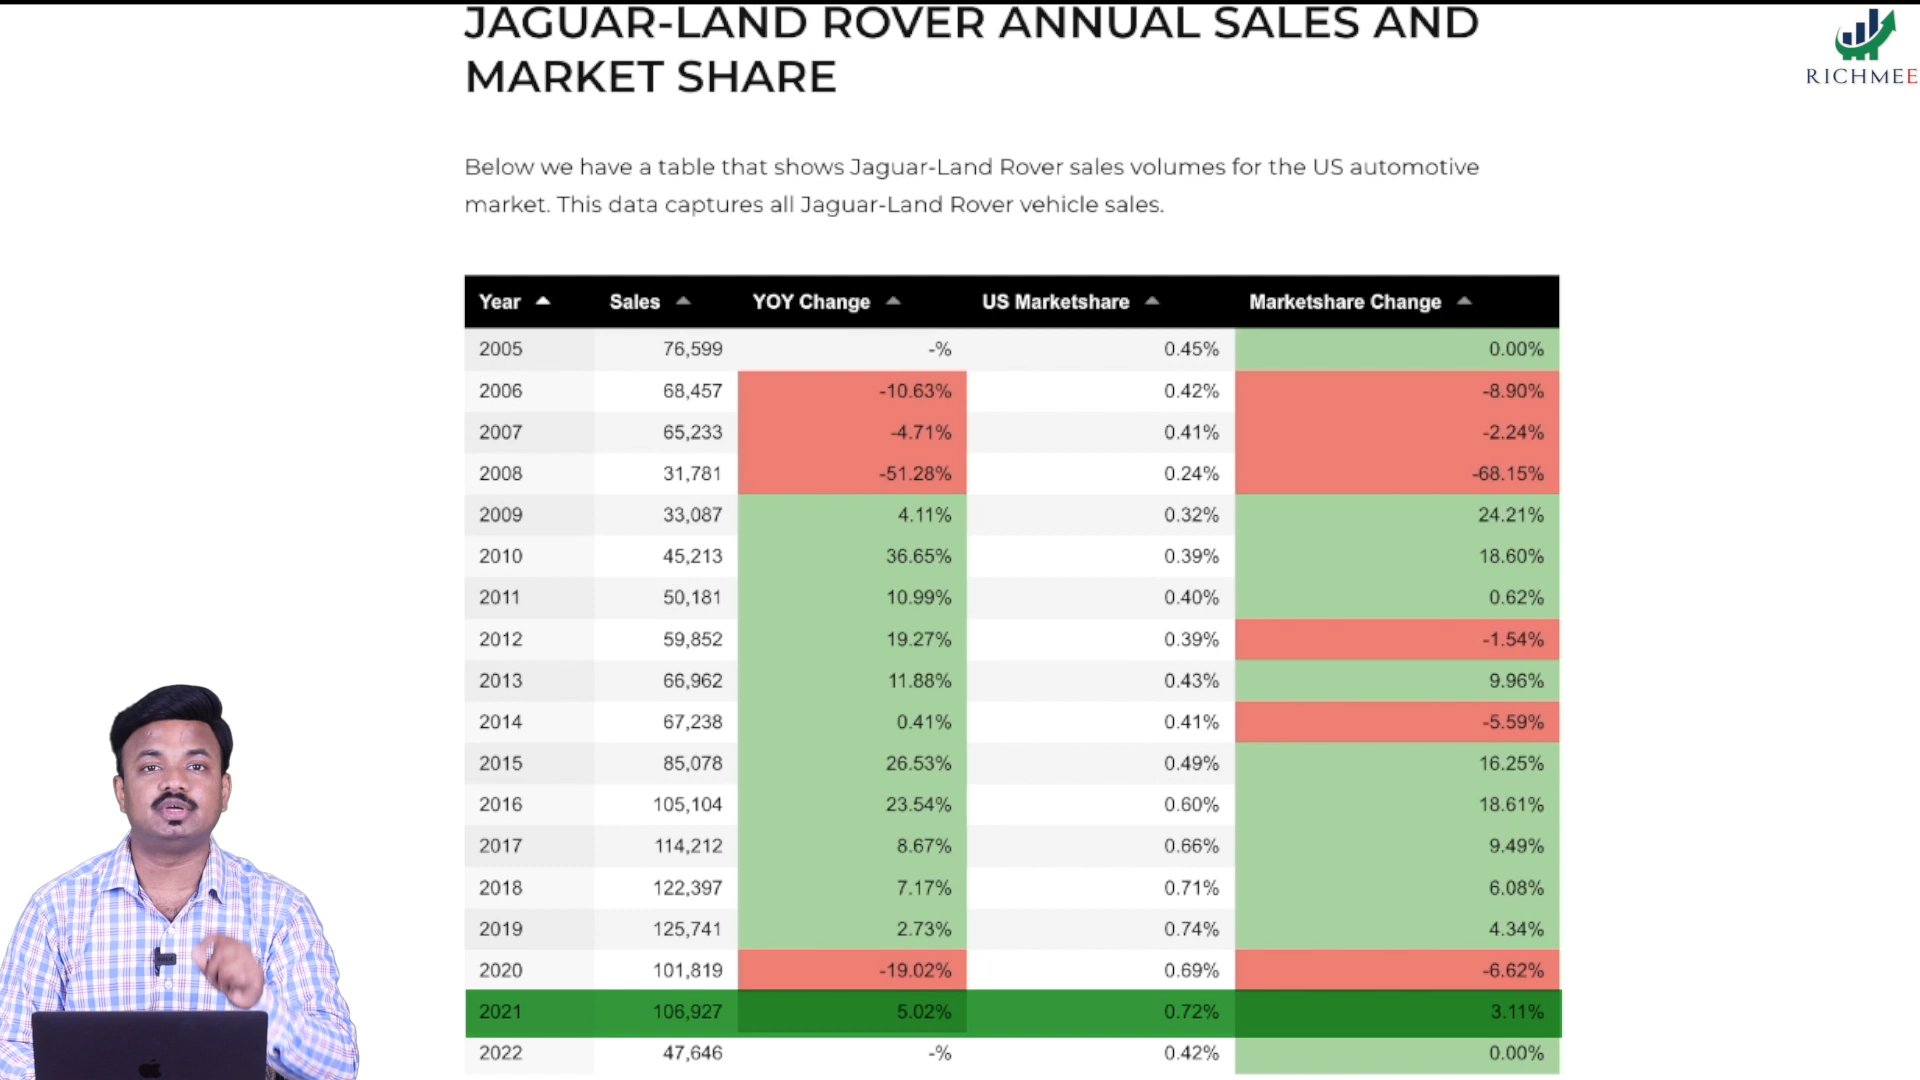 JAGUAR-LAND ROVER ANNUAL SALES AND
MARKET SHARE
RICHMEE
Below we have a table that shows Jaguar-Land Rover sales volumes for the US automotive
market. This data captures all Jaguar-Land Rover vehicle sales.
Year Sales YOY Change US Marketshare Marketshare Change
2005 76,599 -% 0.45% 0.00%
2006 68,457 -10.63% 0.42% -8.90%
2007 65,233 -4.71% 0.41% -2.24%
2008 31,781 -51.28% 0.24% -68.15%
2009 33,087 4.11% 0.32% 24.21%
2010 45,213 36.65% 0.39% 18.60%
2011 50,181 10.99% 0.40% 0.62%
2012 59,852 19.27% 0.39% -1.54%
2013 66,962 11.88% 0.43% 9.96%
2014 67,238 0.41% 0.41% -5.59%
2015 85,078 26.53% 0.49% 16.25%
2016 105,104 23.54% 0.60% 18.61%
2017 114,212 8.67% 0.66% 9.49%
2018 122,397 7.17% 0.71% 6.08%
2019 125,741 2.73% 0.74% 4.34%
2020 101,819 -19.02% 0.69% -6.62%
2021 106,927 5.02% 0.72% 3.11%
2022 47,646 -% 0.42% 0.00%